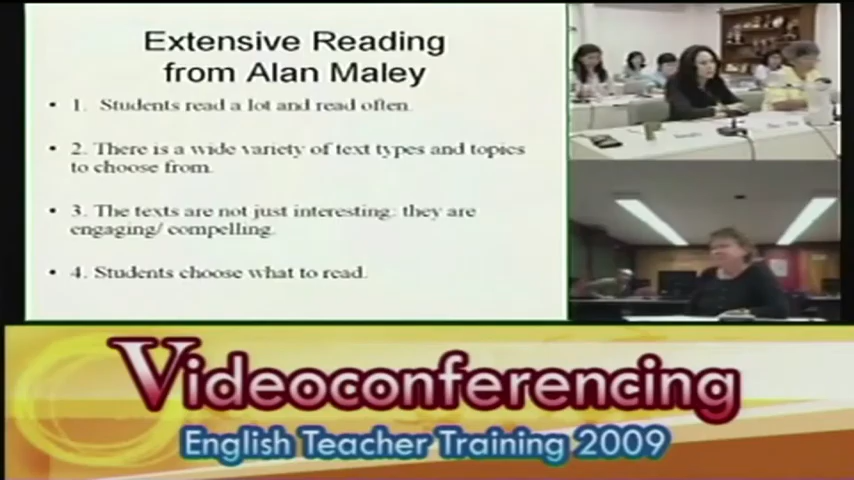 Extensive Reading
from Alan Maley
• 1. Students read a lot and read often.
• 2. There is a wide variety of text types and topics
to choose from.
• 3. The texts are not just interesting: they are
engaging/ compelling.
• 4. Students choose what to read.
Videoconferencing
English Teacher Training 2009